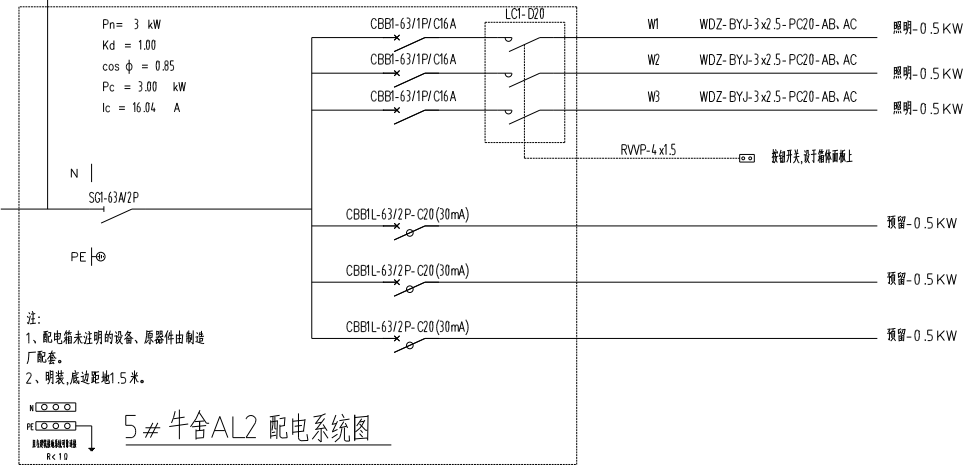 Pn= 3 kW
Kd = 1.00
cos ϕ = 0.85
Pc = 3.00 kW
Ic = 16.04 A
CBB1-63/1P/C16A
LC1-D20
W1 WDZ-BYJ-3x2.5-PC20-AB、AC 照明-0.5KW
CBB1-63/1P/C16A
W2 WDZ-BYJ-3x2.5-PC20-AB、AC 照明-0.5KW
CBB1-63/1P/C16A
W3 WDZ-BYJ-3x2.5-PC20-AB、AC 照明-0.5KW
RVVP-4x1.5
按钮开关,设于箱体面板上
N
SG1-63A/2P
PE
CBB1L-63/2P-C20(30mA)
预留-0.5KW
CBB1L-63/2P-C20(30mA)
预留-0.5KW
CBB1L-63/2P-C20(30mA)
预留-0.5KW
注:
1、配电箱未注明的设备、原器件由制造
厂配套。
2、明装,底边距地1.5米。
N
PE
R<1Ω
5#牛舍AL2 配电系统图